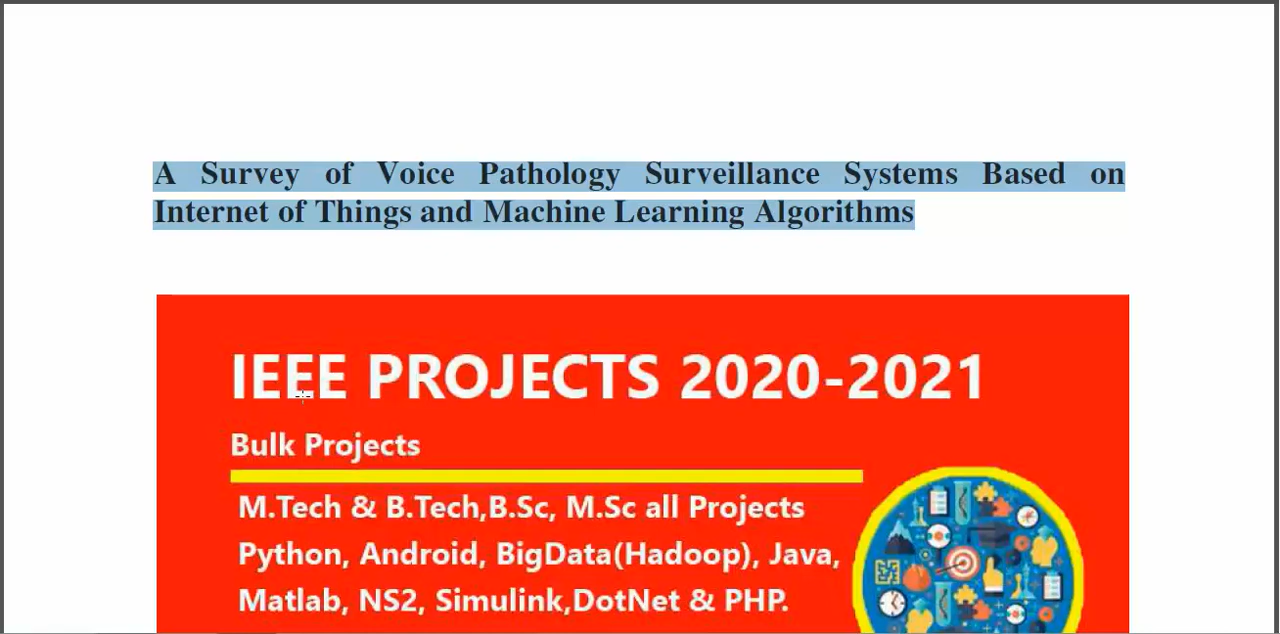 A Survey of Voice Pathology Surveillance Systems Based on
Internet of Things and Machine Learning Algorithms
IEEE PROJECTS 2020-2021
Bulk Projects
M.Tech & B.Tech,B.Sc, M.Sc all Projects
Python, Android, BigData(Hadoop), Java,
Matlab, NS2, Simulink,DotNet & PHP.